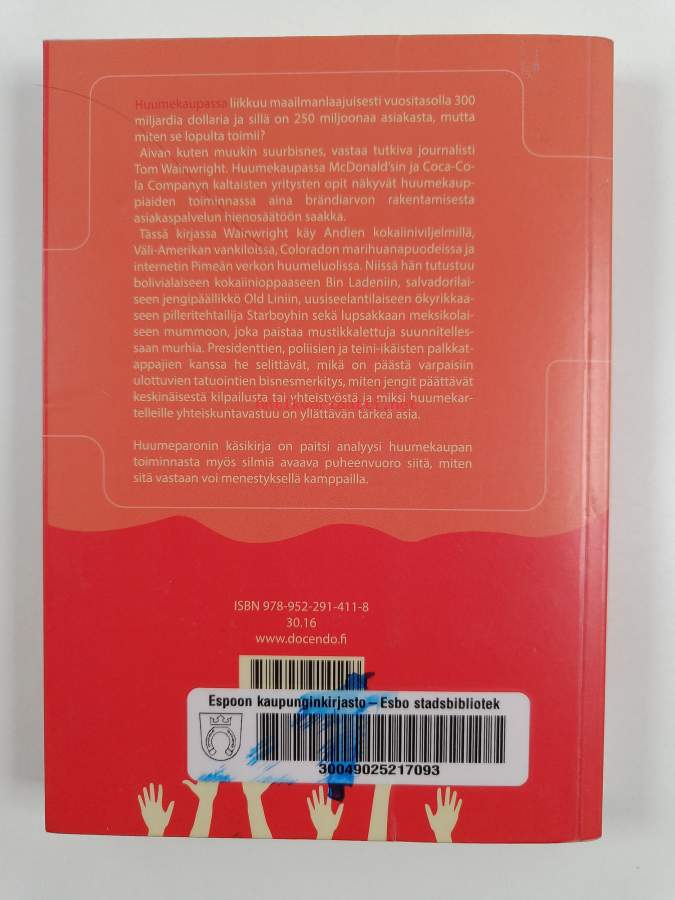 Huumekaupassa liikkuu maailmanlaajuisesti vuositasolla 300
miljardia dollaria ja sillä on 250 miljoonaa asiakasta, mutta
miten se lopulta toimii?
Aivan kuten muukin suurbisnes, vastaa tutkiva journalisti
Tom Wainwright. Huumekaupassa McDonald'sin ja Coca-Co-
la Companyn kaltaisten yritysten opit näkyvät huumekaup-
piaiden toiminnassa aina brändiarvon rakentamisesta
asiakaspalvelun hienosäätöön saakka.
Tässä kirjassa Wainwright käy Andien kokaiiniviljelmillä,
Väli-Amerikan vankiloissa, Coloradon marihuanapuodeissa ja
internetin Pimeän verkon huumeluolissa. Niissä hän tutustuu
bolivialaiseen kokaiinioppaaseen Bin Ladeniin, salvadorilai-
seen jengipäällikkö Old Liniin, uusiseelantilaiseen ökyrikkaa-
seen pilleritehtailija Starboyhin sekä lupsakkaan meksikolai-
seen mummoon, joka paistaa mustikkalettuja suunnitelles-
saan murhia. Presidenttien, poliisien ja teini-ikäisten palkkat-
appajien kanssa he selittävät, mikä on päästä varpaisiin
ulottuvien tatuointien bisnesmerkitys, miten jengit päättävät
keskinäisestä kilpailusta tai yhteistyöstä ja miksi huumekar-
telleille yhteiskuntavastuu on yllättävän tärkeä asia.
Huumeparonin käsikirja on paitsi analyysi huumekaupan
toiminnasta myös silmiä avaava puheenvuoro siitä, miten
sitä vastaan voi menestyksellä kamppailla.
ISBN 978-952-291-411-8
30.16
www.docendo.fi
Espoon kaupunginkirjasto – Esbo stadsbibliotek
30049025217093